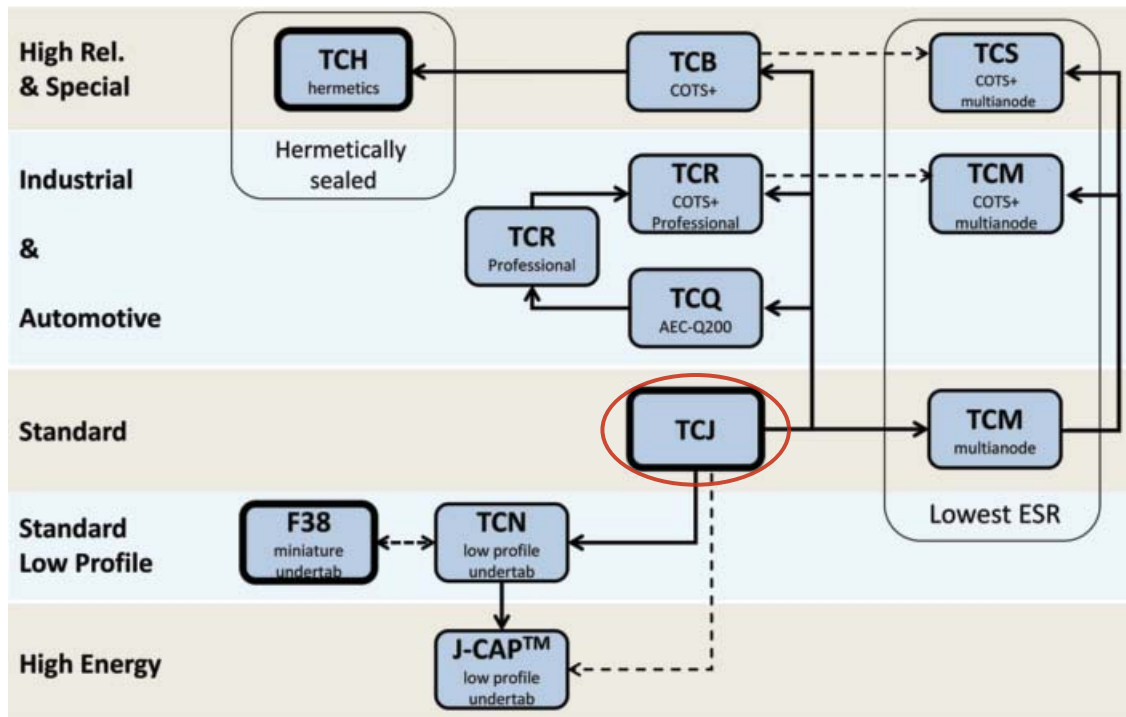 High Rel.
& Special
TCH
hermetics
Hermetically
sealed
TCB
COTS+
TCS
COTS+
multianode
Industrial
&
Automotive
TCR
COTS+
Professional
TCM
COTS+
multianode
TCR
Professional
TCQ
AEC-Q200
Standard
TCJ
TCM
multianode
Lowest ESR
Standard
Low Profile
F38
miniature
undertab
TCN
low profile
undertab
High Energy
J-CAP™
low profile
undertab